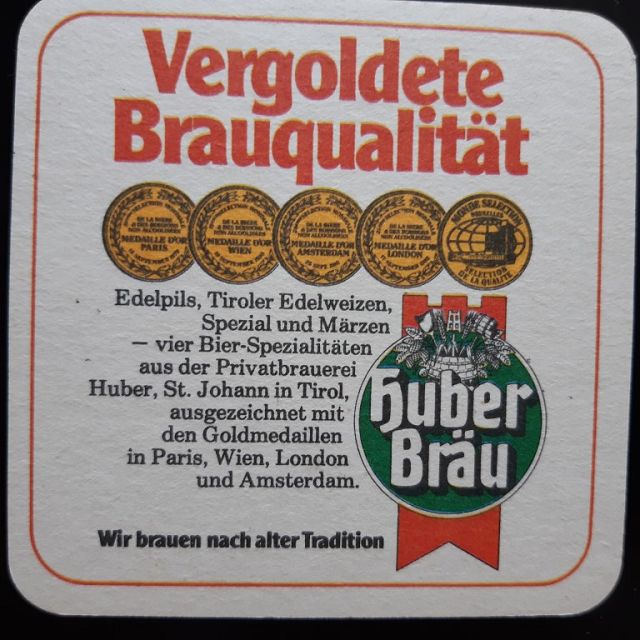 Vergoldete
Brauqualität
MEDAILLE D'OR
PARIS
MEDAILLE D'OR
WIEN
MEDAILLE D'OR
AMSTERDAM
MEDAILLE D'OR
LONDON
MONDE SELECTION
BRUXELLES
SELECTION
DE LA QUALITE
Edelpils, Tiroler Edelweizen,
Spezial und Märzen
– vier Bier-Spezialitäten
aus der Privatbrauerei
Huber, St. Johann in Tirol,
ausgezeichnet mit
den Goldmedaillen
in Paris, Wien, London
und Amsterdam.
Huber
Bräu
Wir brauen nach alter Tradition